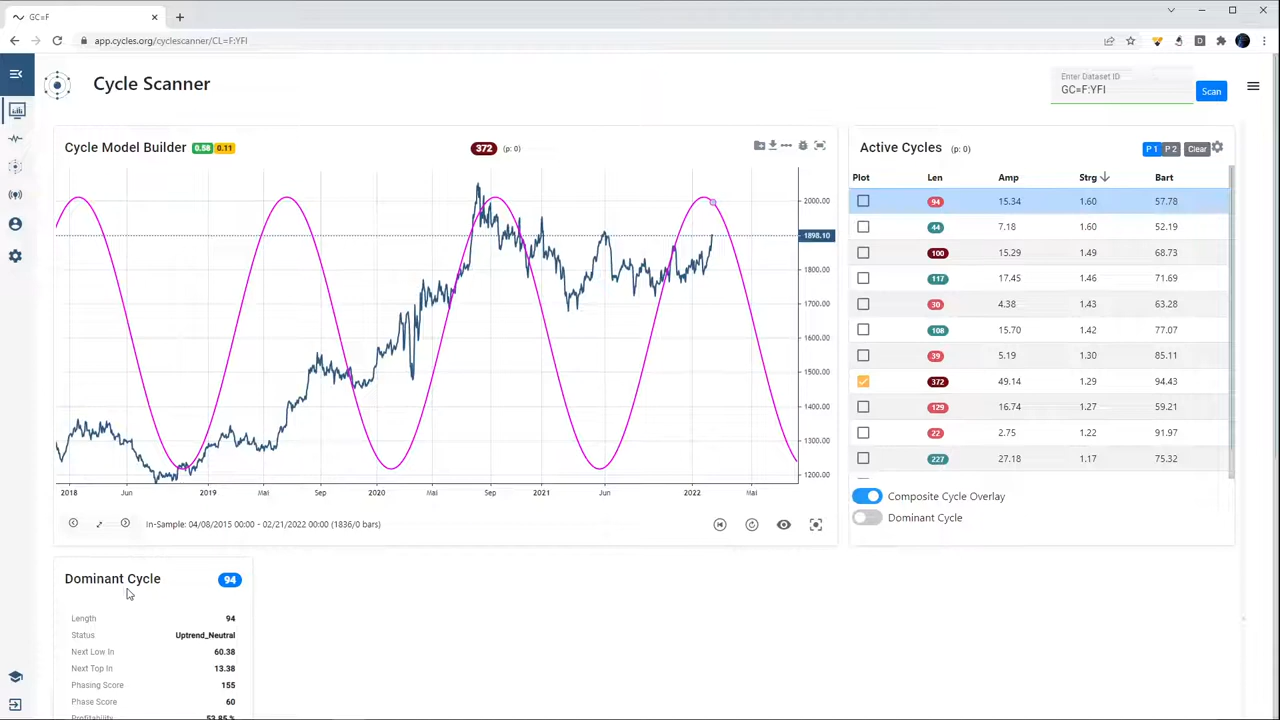 GC=F
app.cycles.org/cyclescanner/CL=F:YFI
Cycle Scanner
Enter Dataset ID
GC=F:YFI
Scan
Cycle Model Builder 0.58 0.11
372 (p: 0)
2000.00
1898.10
1800.00
1700.00
1600.00
1500.00
1400.00
1300.00
1200.00
2018 Jun 2019 Mai Sep 2020 Mai Sep 2021 Jun 2022 Mai
In-Sample: 04/08/2015 00:00 - 02/21/2022 00:00 (1836/0 bars)
Active Cycles (p: 0) P 1 P 2 Clear
Plot Len Amp Strg Bart
94 15.34 1.60 57.78
44 7.18 1.60 52.19
100 15.29 1.49 68.73
117 17.45 1.46 71.69
30 4.38 1.43 63.28
108 15.70 1.42 77.07
39 5.19 1.30 85.11
372 49.14 1.29 94.43
129 16.74 1.27 59.21
22 2.75 1.22 91.97
227 27.18 1.17 75.32
Composite Cycle Overlay
Dominant Cycle
Dominant Cycle 94
Length 94
Status Uptrend_Neutral
Next Low In 60.38
Next Top In 13.38
Phasing Score 155
Phase Score 60
Profitability 53.85 %